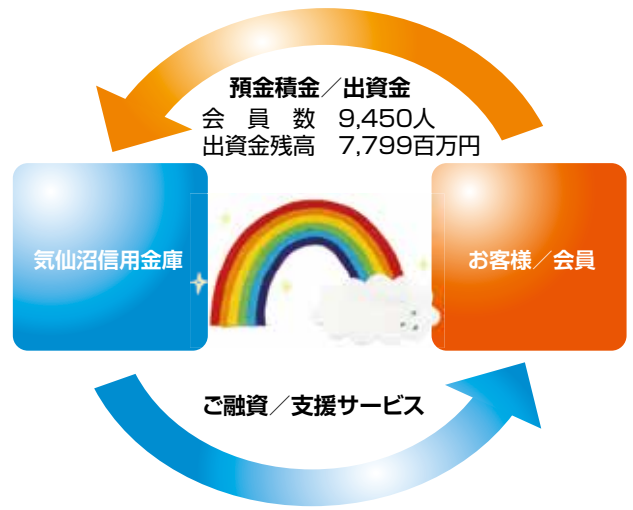 預金積金／出資金
会員数 9,450人
出資金残高 7,799百万円
気仙沼信用金庫
お客様／会員
ご融資／支援サービス